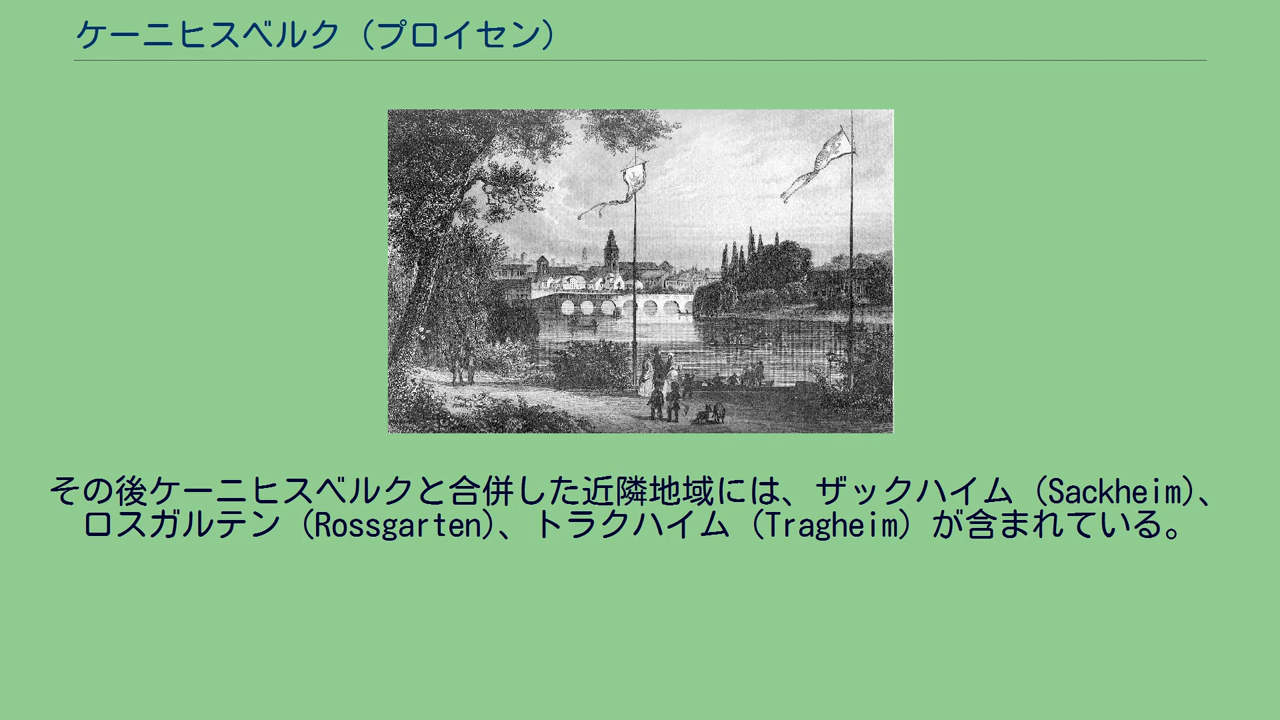 ケーニヒスベルク（プロイセン）
その後ケーニヒスベルクと合併した近隣地域には、ザックハイム（Sackheim)、
ロスガルテン（Rossgarten)、トラクハイム（Tragheim）が含まれている。